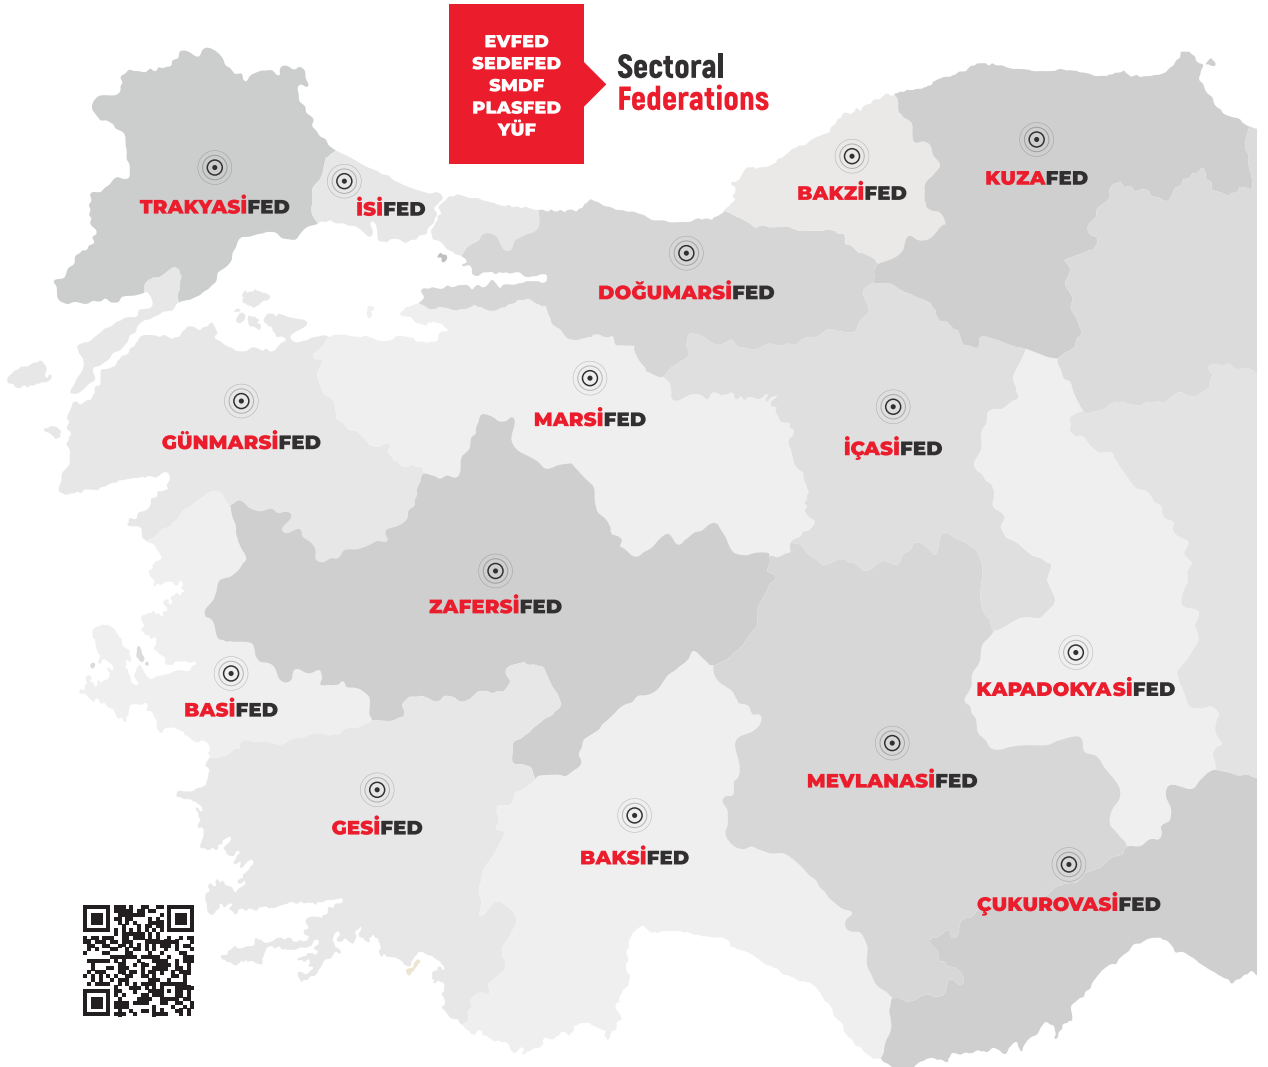 EVFED
SEDEFED
SMDF
PLASFED
YÜF
Sectoral
Federations
TRAKYASİFED
İSİFED
BAKZİFED
KUZAFED
DOĞUMARSİFED
GÜNMARSİFED
MARSİFED
İÇASİFED
ZAFERSİFED
BASİFED
KAPADOKYASİFED
MEVLANASİFED
GESİFED
BAKSİFED
ÇUKUROVASİFED